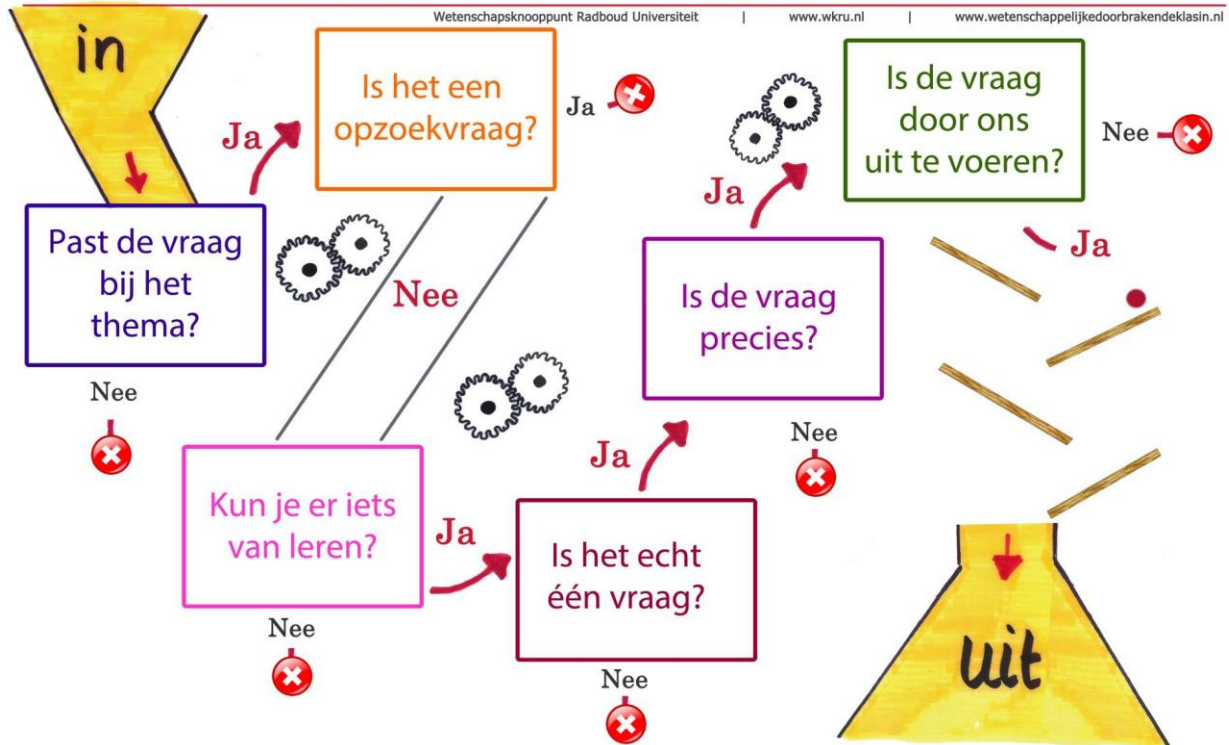 Wetenschapsknooppunt Radboud Universiteit | www.wkru.nl | www.wetenschappelijkedoorbrakendeklasin.nl
in
Past de vraag
bij het
thema?
Nee
Ja
Is het een
opzoekvraag?
Ja
Nee
Kun je er iets
van leren?
Nee
Ja
Is het echt
één vraag?
Nee
Ja
Is de vraag
precies?
Nee
Ja
Is de vraag
door ons
uit te voeren?
Nee
Ja
uit